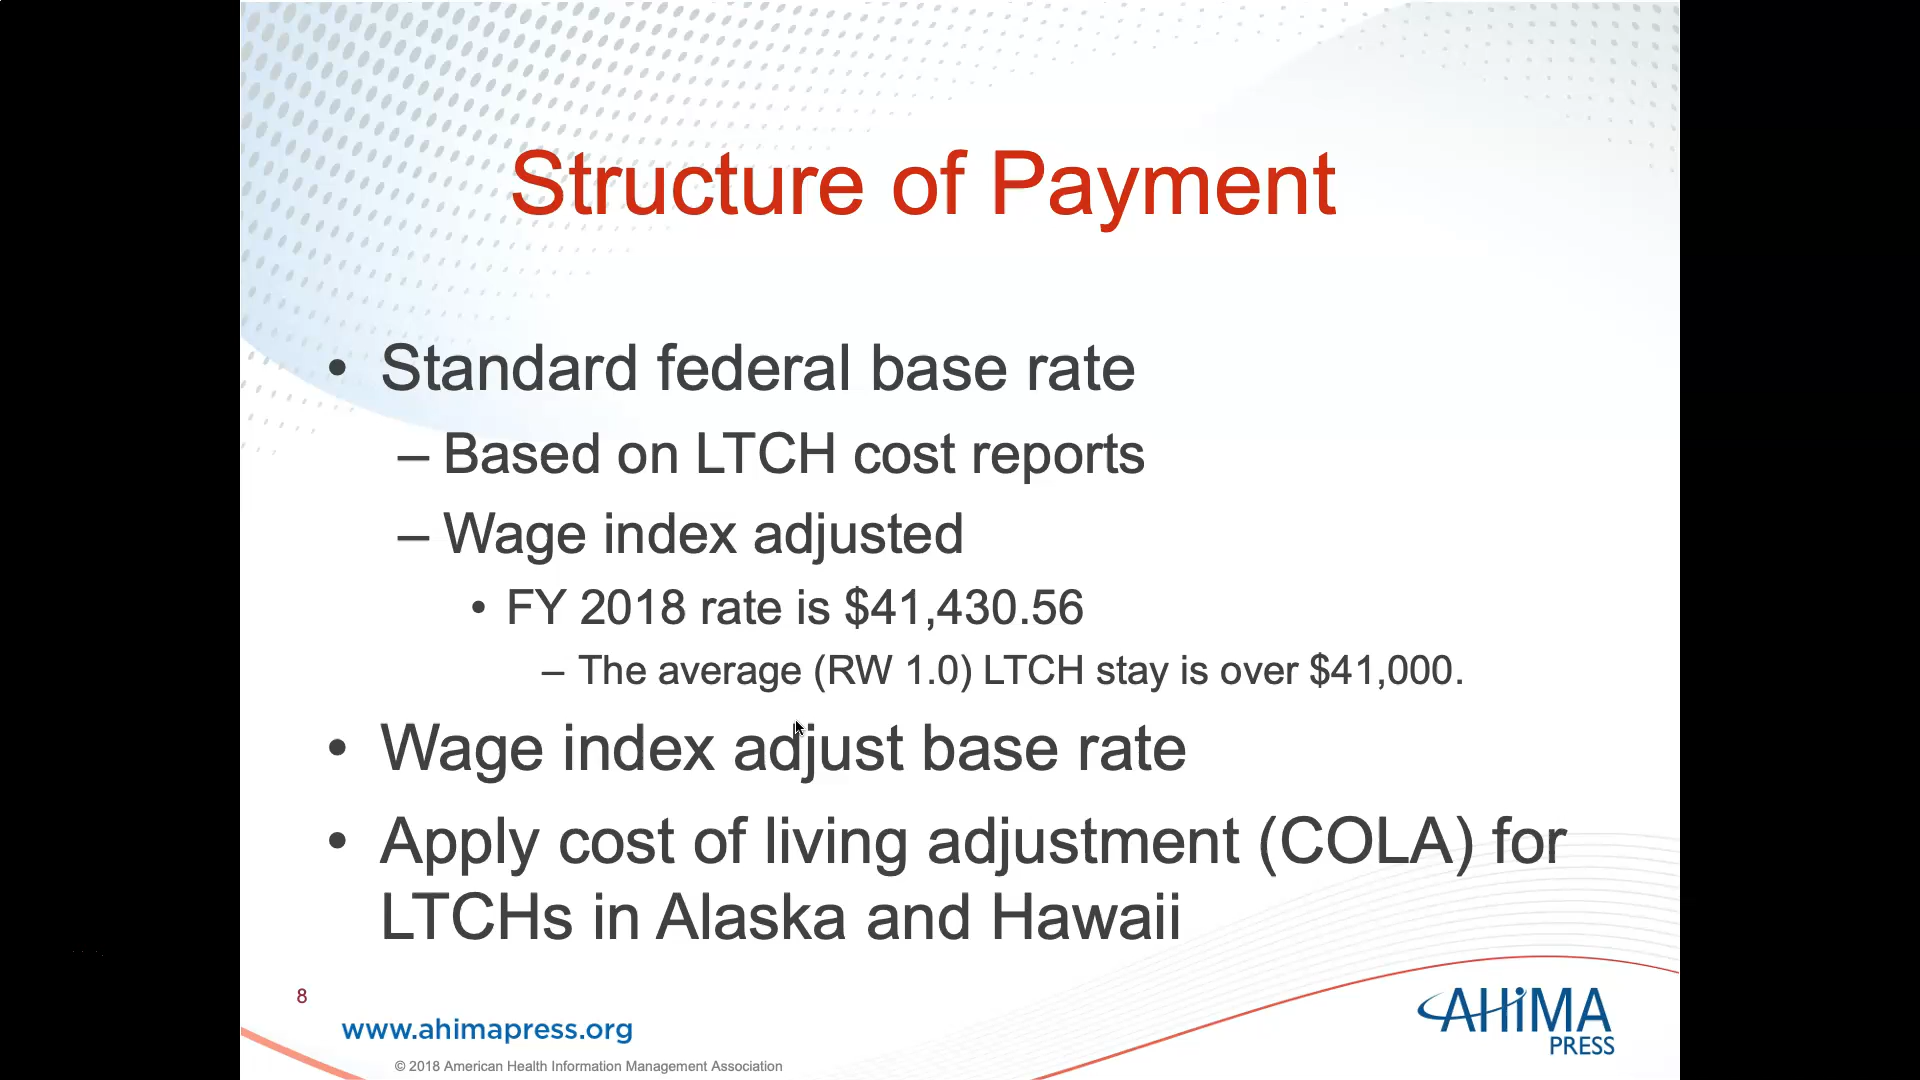 Structure of Payment
• Standard federal base rate
– Based on LTCH cost reports
– Wage index adjusted
• FY 2018 rate is $41,430.56
– The average (RW 1.0) LTCH stay is over $41,000.
• Wage index adjust base rate
• Apply cost of living adjustment (COLA) for
LTCHs in Alaska and Hawaii
8
www.ahimapress.org
© 2018 American Health Information Management Association
AHiMA
PRESS